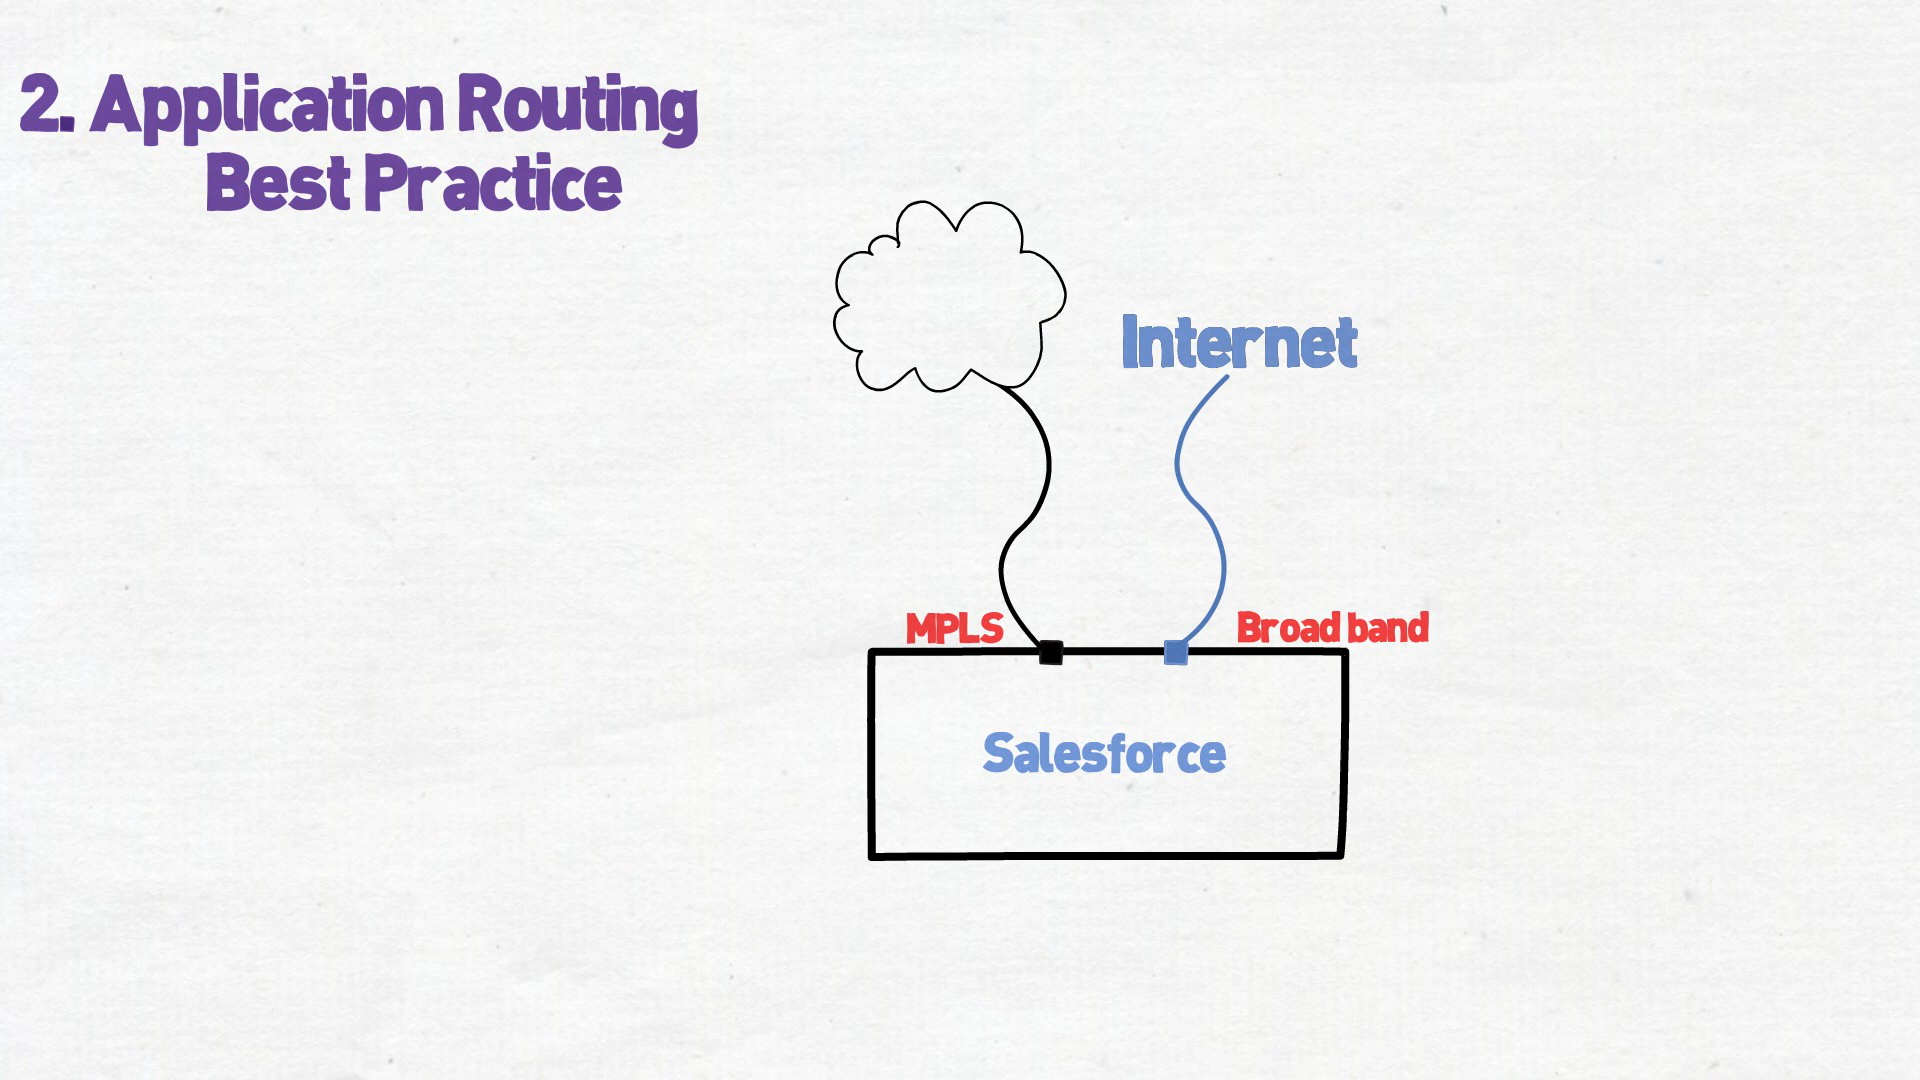 2. Application Routing
Best Practice
Internet
MPLS
Broad band
Salesforce